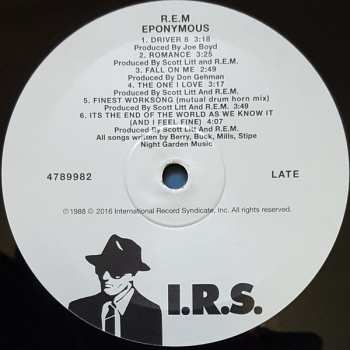 R.E.M
EPONYMOUS
1. DRIVER 8 3:18
Produced By Joe Boyd
2. ROMANCE 3:25
Produced By Scott Litt and R.E.M.
3. FALL ON ME 2:49
Produced By Don Gehman
4. THE ONE I LOVE 3:14
Produced By Scott Litt And R.E.M.
5. FINEST WORKSONG (mutual drum horn mix)
Produced By Scott Litt And R.E.M. 3:49
6. ITS THE END OF THE WORLD AS WE KNOW IT
(AND I FEEL FINE) 4:07
Produced By Scott Litt and R.E.M.
All songs written by Berry, Buck, Mills, Stipe
Night Garden Music
4789982 LATE
℗1988 © 2016 International Record Syndicate, Inc. All rights reserved.
I.R.S.